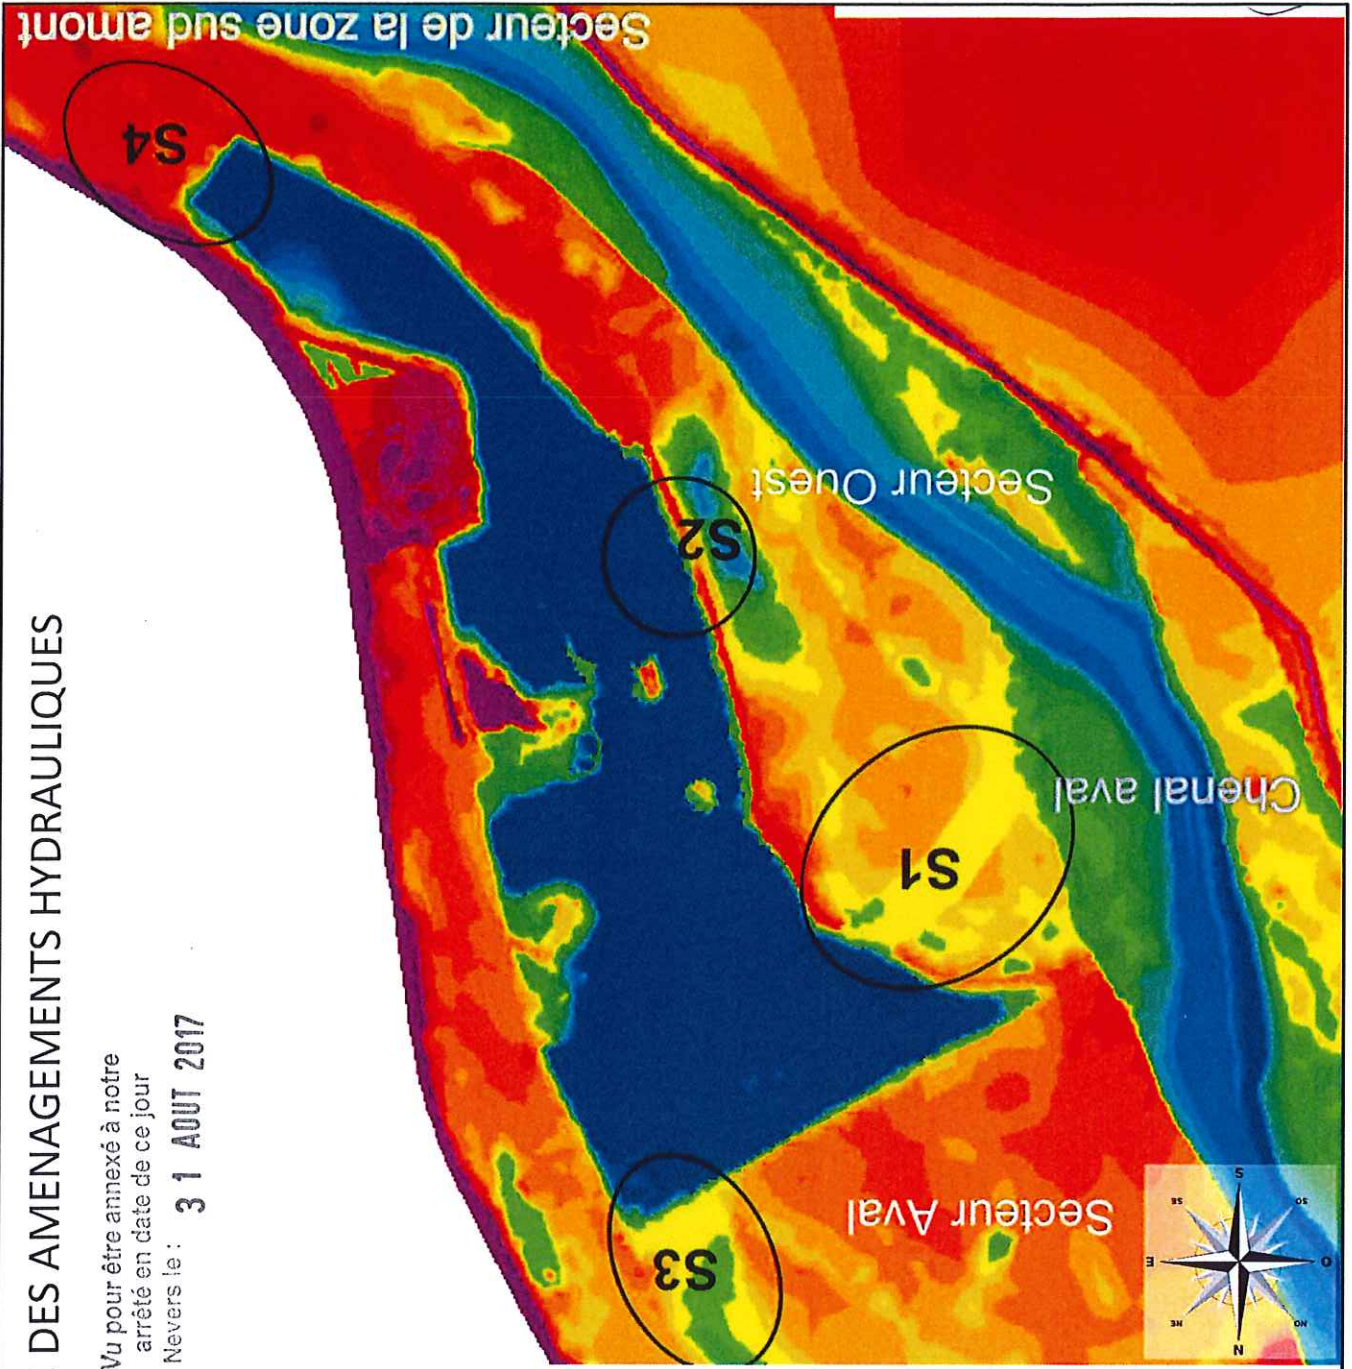 DES AMENAGEMENTS HYDRAULIQUES
Vu pour être annexé à notre
arrêté en date de ce jour
Nevers le :
3 1 AOUT 2017
Secteur de la zone sud amont
S4
S2
Secteur Ouest
S1
Chenal aval
Secteur Aval
S3
S
SE
SO
E
O
NE
NO
N